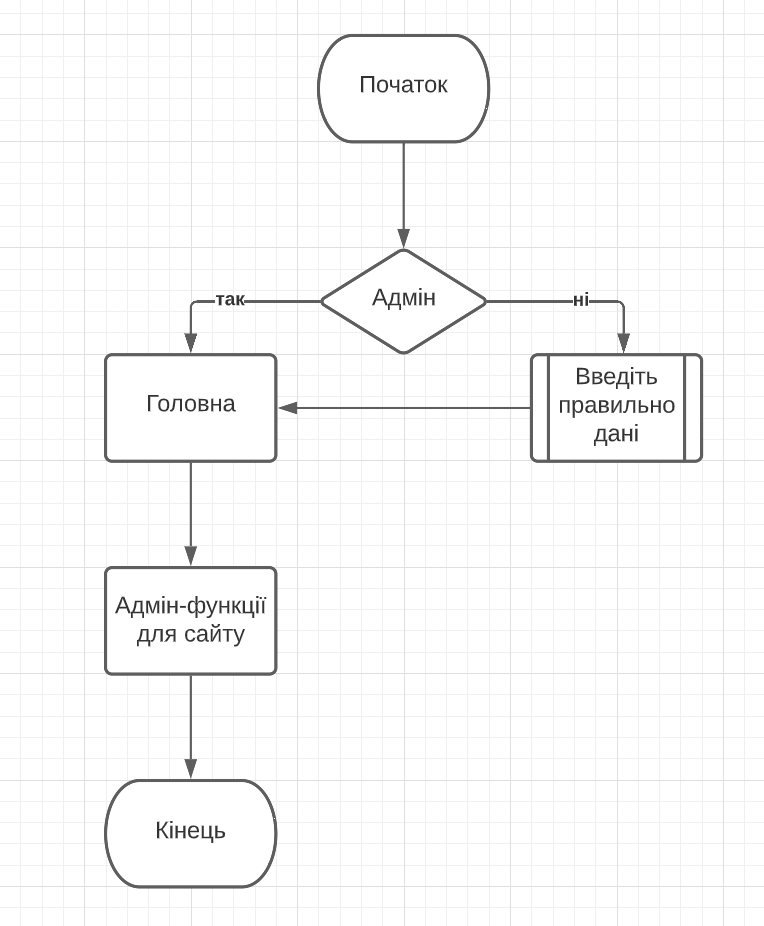 Початок
Адмін
так
ні
Головна
Введіть
правильно
дані
Адмін-функції
для сайту
Кінець